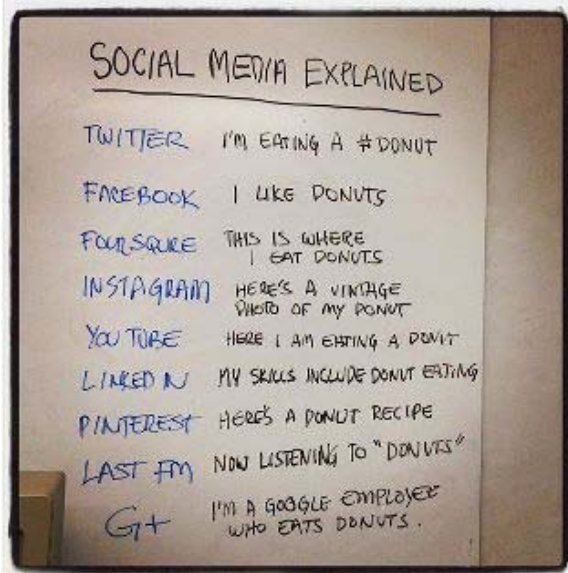 SOCIAL MEDIA EXPLAINED
TWITTER I'M EATING A #DONUT
FACEBOOK I LIKE DONUTS
FOURSQURE THIS IS WHERE
I EAT DONUTS
INSTAGRAM HERE'S A VINTAGE
PHOTO OF MY DONUT
YOU TUBE HERE I AM EATING A DONUT
LINKED IN MY SKILLS INCLUDE DONUT EATING
PINTEREST HERE'S A DONUT RECIPE
LAST FM NOW LISTENING TO "DONUTS"
G+ I'M A GOOGLE EMPLOYEE
WHO EATS DONUTS.